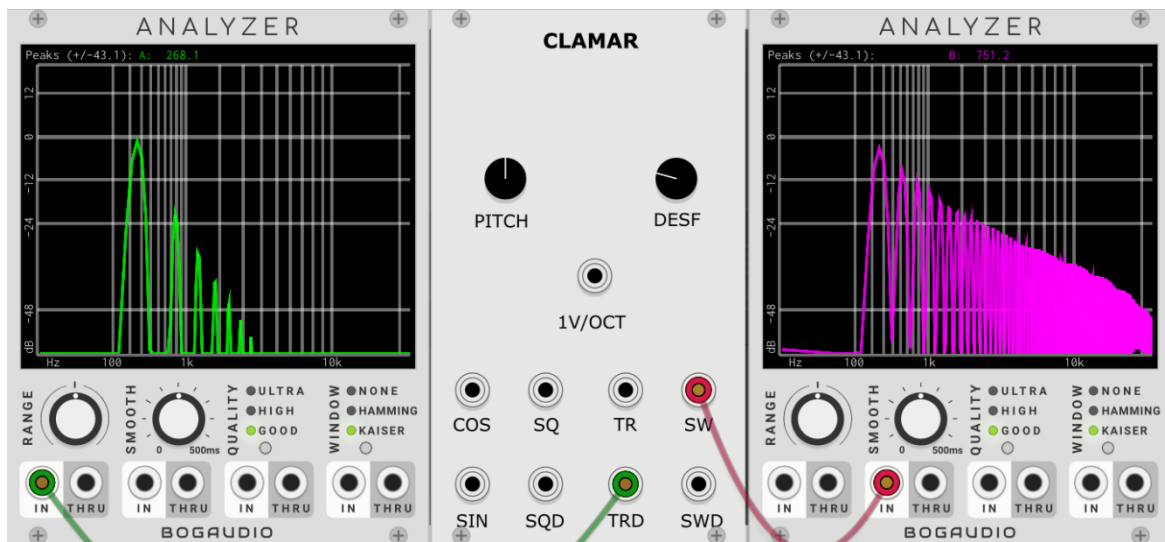 ANALYZER
Peaks (+/-43.1): A: 268.1
12
0
-12
-24
-48
dB
Hz 100 1k 10k
RANGE
SMOOTH
0 500ms
QUALITY
ULTRA
HIGH
GOOD
WINDOW
NONE
HAMMING
KAISER
IN THRU IN THRU IN THRU IN THRU
BOGAUDIO
CLAMAR
PITCH DESF
1V/OCT
COS SQ TR SW
SIN SQD TRD SWD
ANALYZER
Peaks (+/-43.1): B: 751.2
12
0
-12
-24
-48
dB
Hz 100 1k 10k
RANGE
SMOOTH
0 500ms
QUALITY
ULTRA
HIGH
GOOD
WINDOW
NONE
HAMMING
KAISER
IN THRU IN THRU IN THRU IN THRU
BOGAUDIO